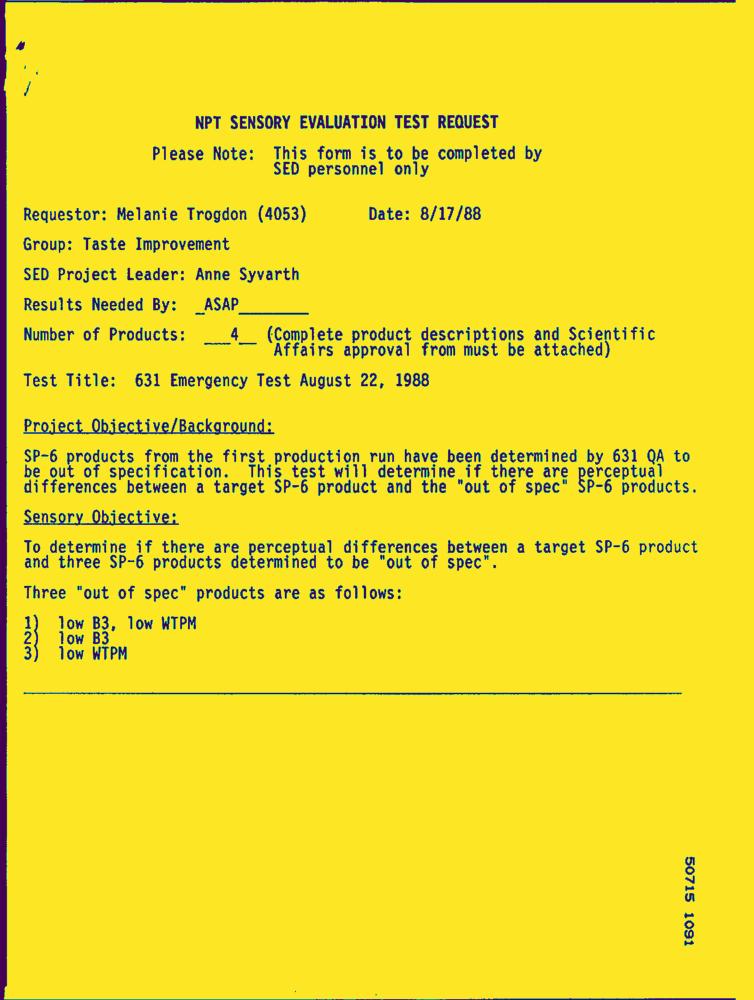 NPT SENSORY EVALUATION TEST REQUEST
Please Note: This form is to be completed by
SED personnel only
Requestor: Melanie Trogdon (4053) Date: 8/17/88
Group: Taste Improvement
SED Project Leader: Anne Syvarth
Results Needed By: _ASAP________
Number of Products: ___4__ (Complete product descriptions and Scientific
Affairs approval from must be attached)
Test Title: 631 Emergency Test August 22, 1988
Project Objective/Background:
SP-6 products from the first production run have been determined by 631 QA to
be out of specification. This test will determine if there are perceptual
differences between a target SP-6 product and the "out of spec" SP-6 products.
Sensory Objective:
To determine if there are perceptual differences between a target SP-6 product
and three SP-6 products determined to be "out of spec".
Three "out of spec" products are as follows:
1) low B3, low WTPM
2) low B3
3) low WTPM
50715 1091